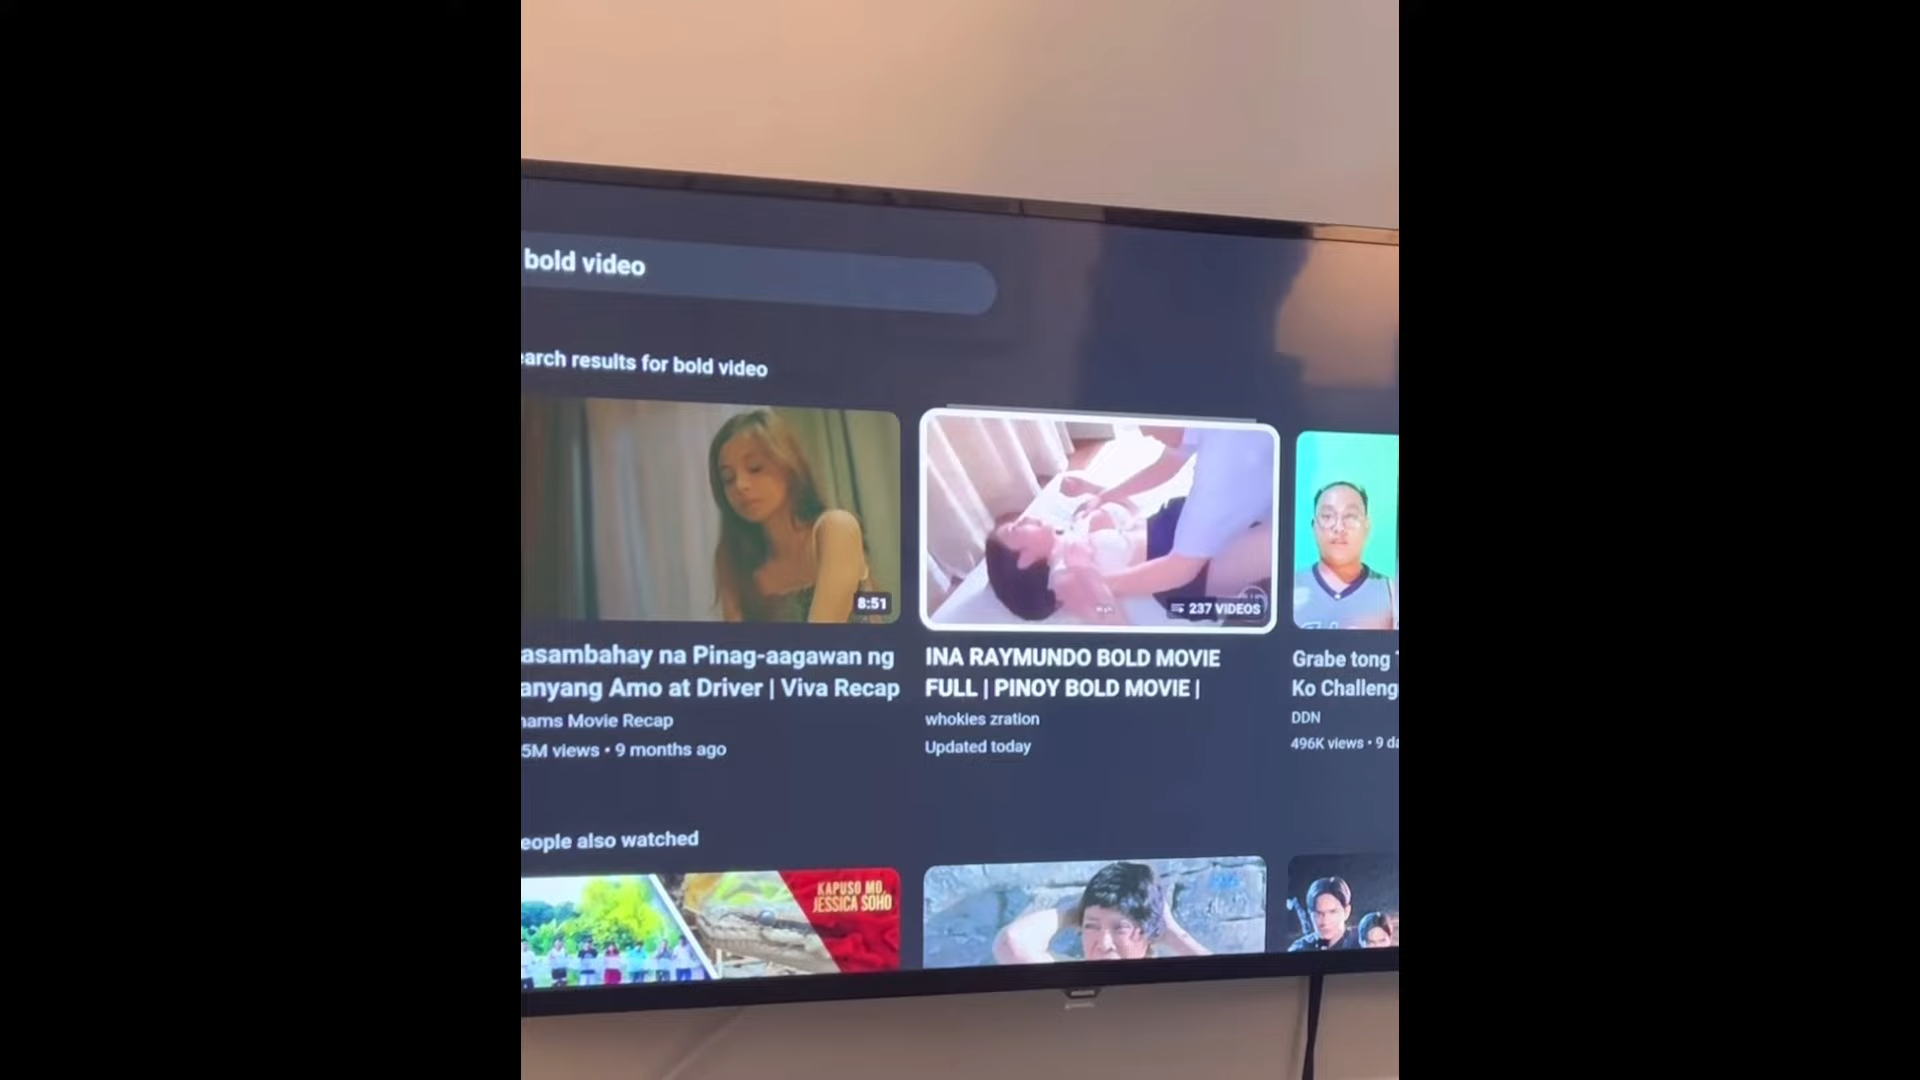 bold video
earch results for bold video
8:51
237 VIDEOS
asambahay na Pinag-aagawan ng
anyang Amo at Driver | Viva Recap
hams Movie Recap
5M views • 9 months ago
INA RAYMUNDO BOLD MOVIE
FULL | PINOY BOLD MOVIE |
whokies zration
Updated today
Grabe tong
Ko Challeng
DDN
496K views • 9 da
eople also watched
KAPUSO MO,
JESSICA SOHO